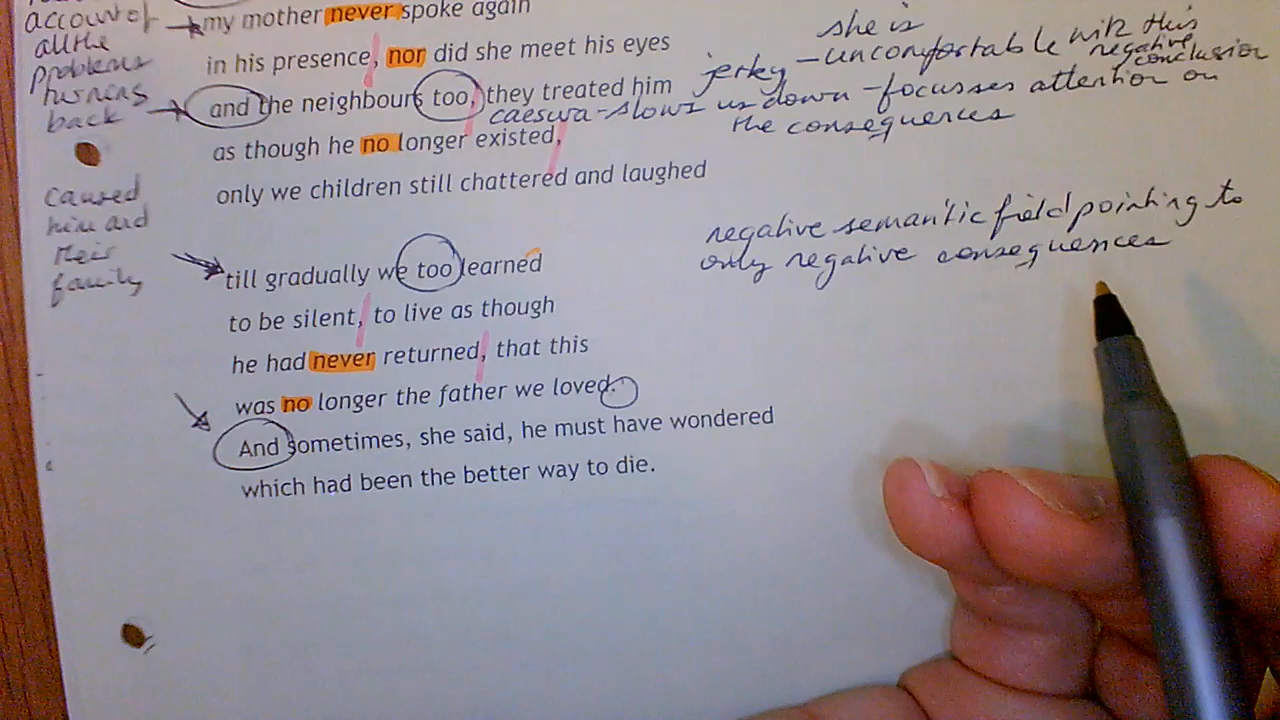 account of
all the
problems
turning
back
caused
him and
their
family
my mother never spoke again
in his presence, nor did she meet his eyes
and the neighbours too, they treated him
as though he no longer existed,
only we children still chattered and laughed
till gradually we too learned
to be silent, to live as though
he had never returned, that this
was no longer the father we loved.
And sometimes, she said, he must have wondered
which had been the better way to die.
she is
jerky - uncomfortable with this
negative
conclusion
caesura - slows us down - focusses attention on
the consequences
negative semantic field pointing to
only negative consequences